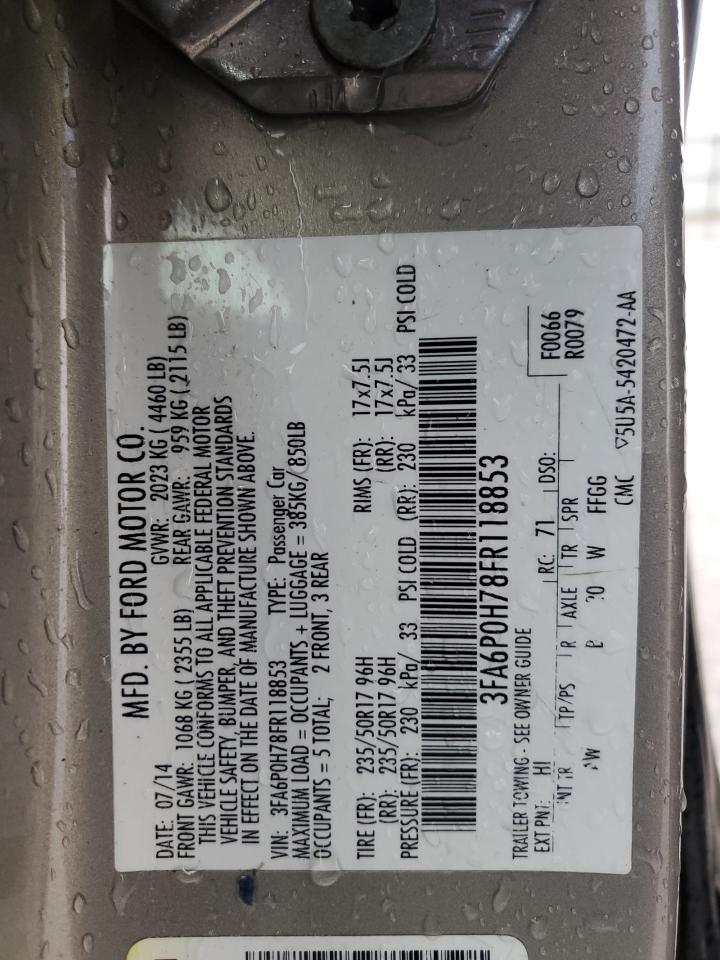 MFD. BY FORD MOTOR CO.
DATE: 07/14 GVWR: 2023 KG ( 4460 LB)
FRONT GAWR: 1068 KG ( 2355 LB) REAR GAWR: 959 KG ( 2115 LB)
THIS VEHICLE CONFORMS TO ALL APPLICABLE FEDERAL MOTOR
VEHICLE SAFETY, BUMPER, AND THEFT PREVENTION STANDARDS
IN EFFECT ON THE DATE OF MANUFACTURE SHOWN ABOVE.
VIN: 3FA6P0H78FR118853 TYPE: Passenger Car
MAXIMUM LOAD = OCCUPANTS + LUGGAGE = 385KG/ 850LB
OCCUPANTS = 5 TOTAL; 2 FRONT, 3 REAR
TIRE (FR): 235/50R17 96H RIMS (FR): 17x7.5J
(RR): 235/50R17 96H (RR): 17x7.5J
PRESSURE (FR): 230 kPa/ 33 PSI COLD (RR): 230 kPa/ 33 PSI COLD
3FA6P0H78FR118853
TRAILER TOWING - SEE OWNER GUIDE F0066
EXT PNT: HI RC: 71 DSO: R0079
INT TR TP/PS R AXLE TR SPR
W FFGG
CMC ▽5U5A-5420472-AA